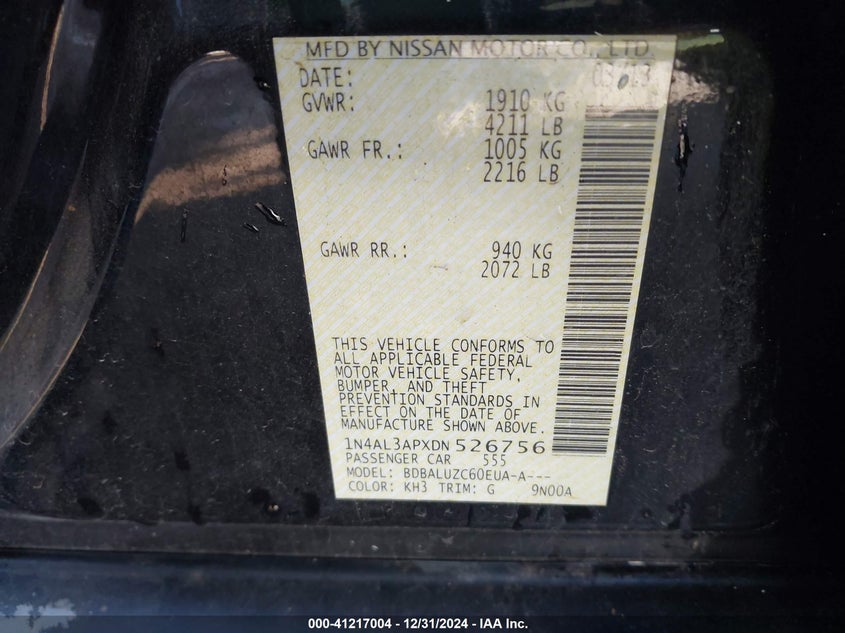 MFD BY NISSAN MOTOR CO., LTD.
DATE: 03/13
GVWR: 1910 KG
4211 LB
GAWR FR.: 1005 KG
2216 LB
GAWR RR.: 940 KG
2072 LB
THIS VEHICLE CONFORMS TO
ALL APPLICABLE FEDERAL
MOTOR VEHICLE SAFETY,
BUMPER, AND THEFT
PREVENTION STANDARDS IN
EFFECT ON THE DATE OF
MANUFACTURE SHOWN ABOVE.
1N4AL3APXDN526756
PASSENGER CAR 555
MODEL: BDBALUZC60EUA-A---
COLOR: KH3 TRIM: G 9N00A
000-41217004 - 12/31/2024 - IAA Inc.